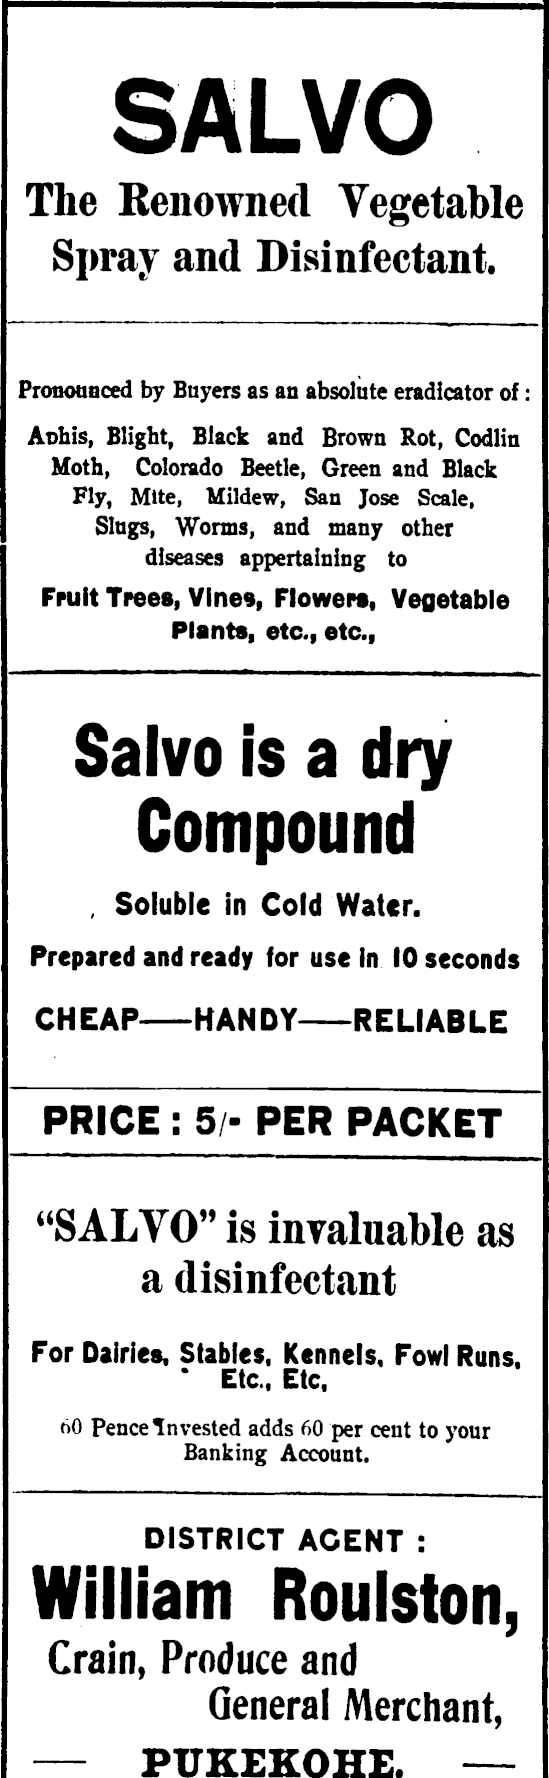 SALVO
The Renowned Vegetable
Spray and Disinfectant.
Pronounced by Buyers as an absolute eradicator of :
Aphis, Blight, Black and Brown Rot, Codlin
Moth, Colorado Beetle, Green and Black
Fly, Mite, Mildew, San Jose Scale,
Slugs, Worms, and many other
diseases appertaining to
Fruit Trees, Vines, Flowers, Vegetable
Plants, etc., etc.,
Salvo is a dry
Compound
Soluble in Cold Water.
Prepared and ready for use in 10 seconds
CHEAP—HANDY—RELIABLE
PRICE : 5/- PER PACKET
"SALVO" is invaluable as
a disinfectant
For Dairies, Stables, Kennels, Fowl Runs,
Etc., Etc,
60 Pence Invested adds 60 per cent to your
Banking Account.
DISTRICT AGENT :
William Roulston,
Grain, Produce and
General Merchant,
— PUKEKOHE. —